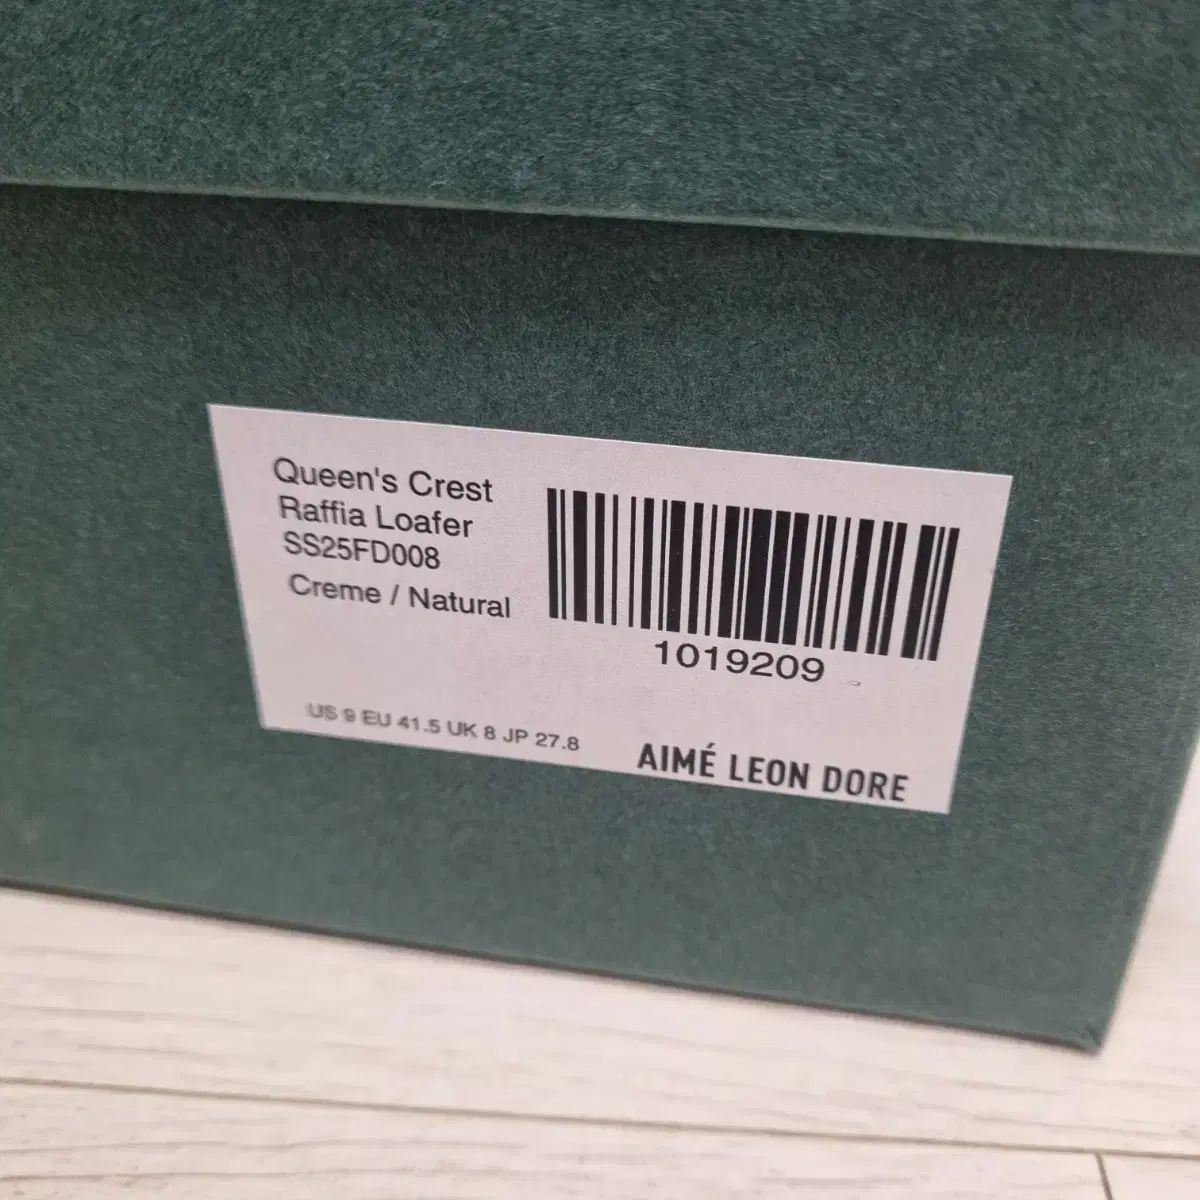 Queen's Crest
Raffia Loafer
SS25FD008
Creme / Natural
1019209
US 9 EU 41.5 UK 8 JP 27.8
AIMÉ LEON DORE